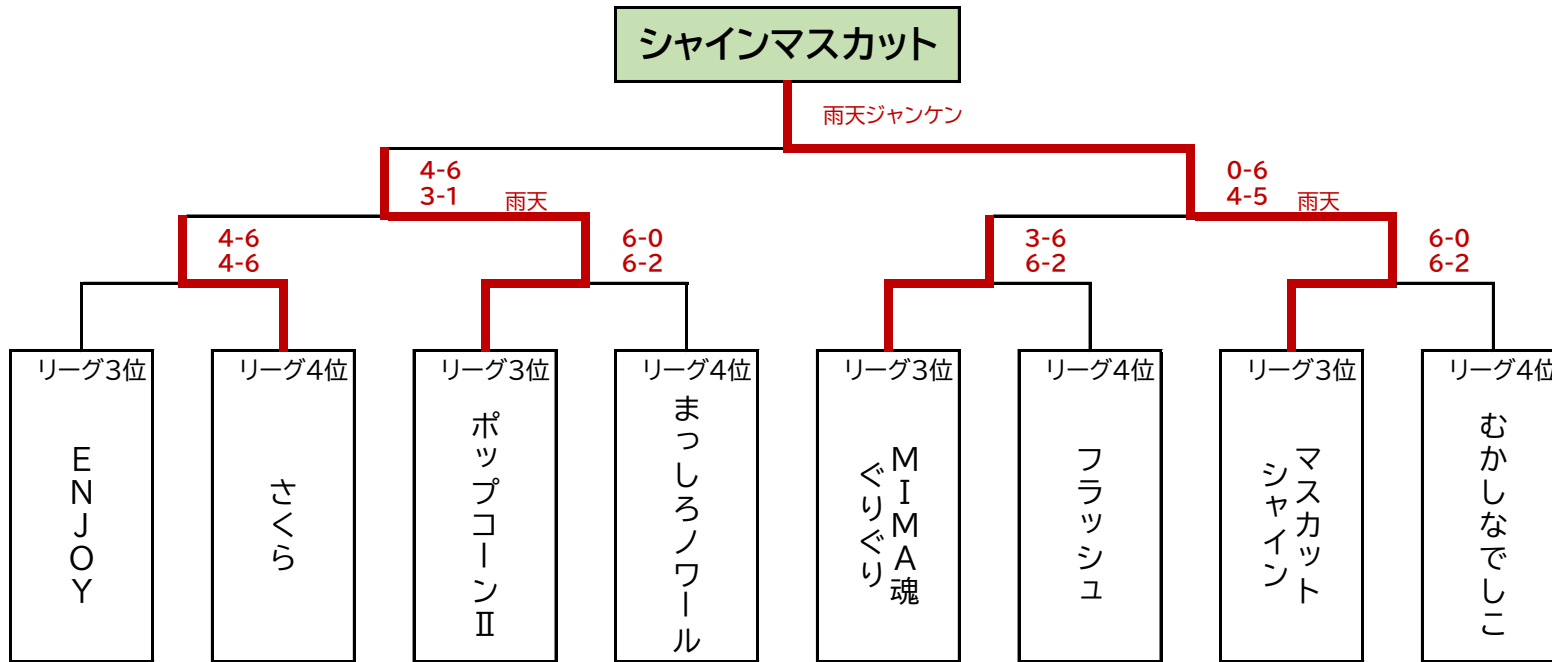 シャインマスカット
雨天ジャンケン
4-6
3-1 雨天
0-6
4-5 雨天
4-6
4-6
6-0
6-2
3-6
6-2
6-0
6-2
リーグ3位
ENJOY
リーグ4位
さくら
リーグ3位
ポップコーンⅡ
リーグ4位
まっしろノワール
リーグ3位
MIMA魂
ぐりぐり
リーグ4位
フラッシュ
リーグ3位
マスカット
シャイン
リーグ4位
むかしなでしこ